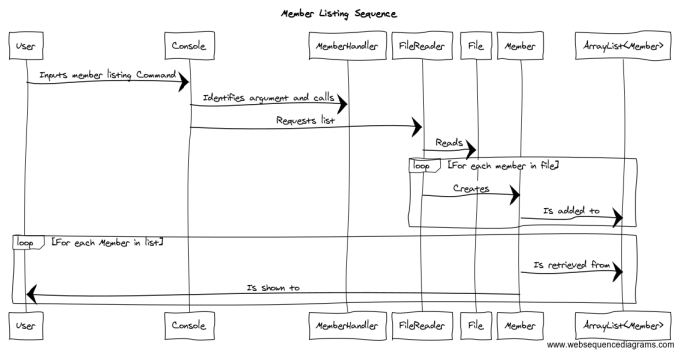 Member Listing Sequence
User Console MemberHandler FileReader File Member ArrayList<Member>
Inputs member listing Command
Identifies argument and calls
Requests list
Reads
loop [For each member in file]
Creates
Is added to
loop [For each Member in list]
Is retrieved from
Is shown to
User Console MemberHandler FileReader File Member ArrayList<Member>
www.websequencediagrams.com